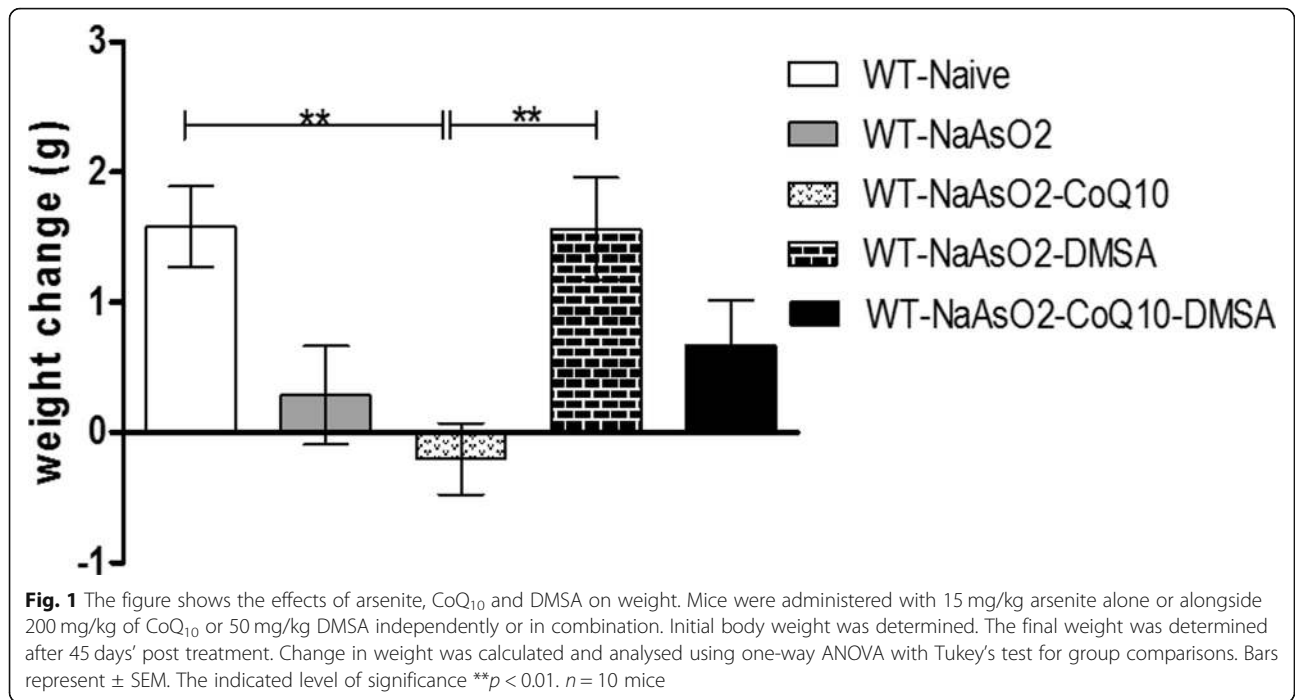 3
2
1
0
-1
weight change (g)
**
**
WT-Naive
WT-NaAsO2
WT-NaAsO2-CoQ10
WT-NaAsO2-DMSA
WT-NaAsO2-CoQ10-DMSA
Fig. 1 The figure shows the effects of arsenite, CoQ₁₀ and DMSA on weight. Mice were administered with 15 mg/kg arsenite alone or alongside
200 mg/kg of CoQ₁₀ or 50 mg/kg DMSA independently or in combination. Initial body weight was determined. The final weight was determined
after 45 days’ post treatment. Change in weight was calculated and analysed using one-way ANOVA with Tukey’s test for group comparisons. Bars
represent ± SEM. The indicated level of significance **p < 0.01. n = 10 mice